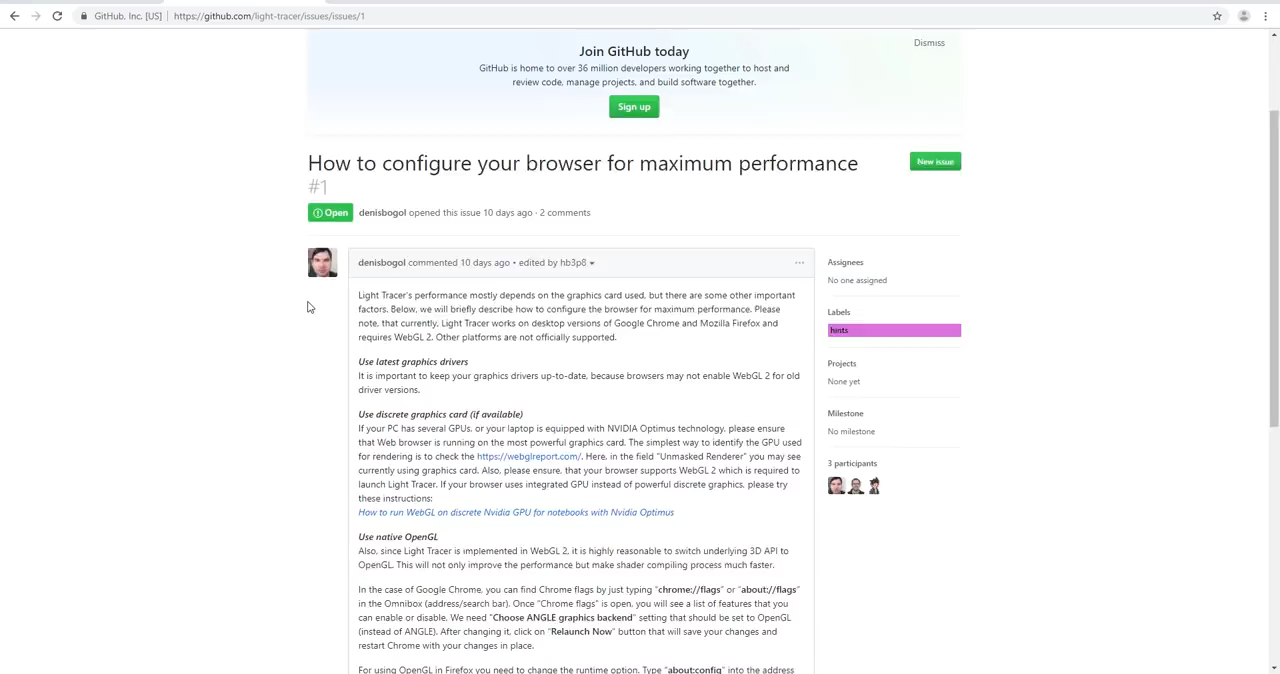 GitHub, Inc. [US] | https://github.com/light-tracer/issues/issues/1
Join GitHub today
Dismiss
GitHub is home to over 36 million developers working together to host and
review code, manage projects, and build software together.
Sign up
How to configure your browser for maximum performance
#1
New issue
Open denisbogol opened this issue 10 days ago · 2 comments
denisbogol commented 10 days ago • edited by hb3p8
Light Tracer's performance mostly depends on the graphics card used, but there are some other important
factors. Below, we will briefly describe how to configure the browser for maximum performance. Please
note, that currently, Light Tracer works on desktop versions of Google Chrome and Mozilla Firefox and
requires WebGL 2. Other platforms are not officially supported.
Use latest graphics drivers
It is important to keep your graphics drivers up-to-date, because browsers may not enable WebGL 2 for old
driver versions.
Use discrete graphics card (if available)
If your PC has several GPUs, or your laptop is equipped with NVIDIA Optimus technology, please ensure
that Web browser is running on the most powerful graphics card. The simplest way to identify the GPU used
for rendering is to check the https://webglreport.com/. Here, in the field "Unmasked Renderer" you may see
currently using graphics card. Also, please ensure, that your browser supports WebGL 2 which is required to
launch Light Tracer. If your browser uses integrated GPU instead of powerful discrete graphics, please try
these instructions:
How to run WebGL on discrete Nvidia GPU for notebooks with Nvidia Optimus
Use native OpenGL
Also, since Light Tracer is implemented in WebGL 2, it is highly reasonable to switch underlying 3D API to
OpenGL. This will not only improve the performance but make shader compiling process much faster.
In the case of Google Chrome, you can find Chrome flags by just typing "chrome://flags" or "about://flags"
in the Omnibox (address/search bar). Once "Chrome flags" is open, you will see a list of features that you
can enable or disable. We need "Choose ANGLE graphics backend" setting that should be set to OpenGL
(instead of ANGLE). After changing it, click on "Relaunch Now" button that will save your changes and
restart Chrome with your changes in place.
For using OpenGL in Firefox you need to change the runtime option. Type "about:config" into the address
Assignees
No one assigned
Labels
hints
Projects
None yet
Milestone
No milestone
3 participants